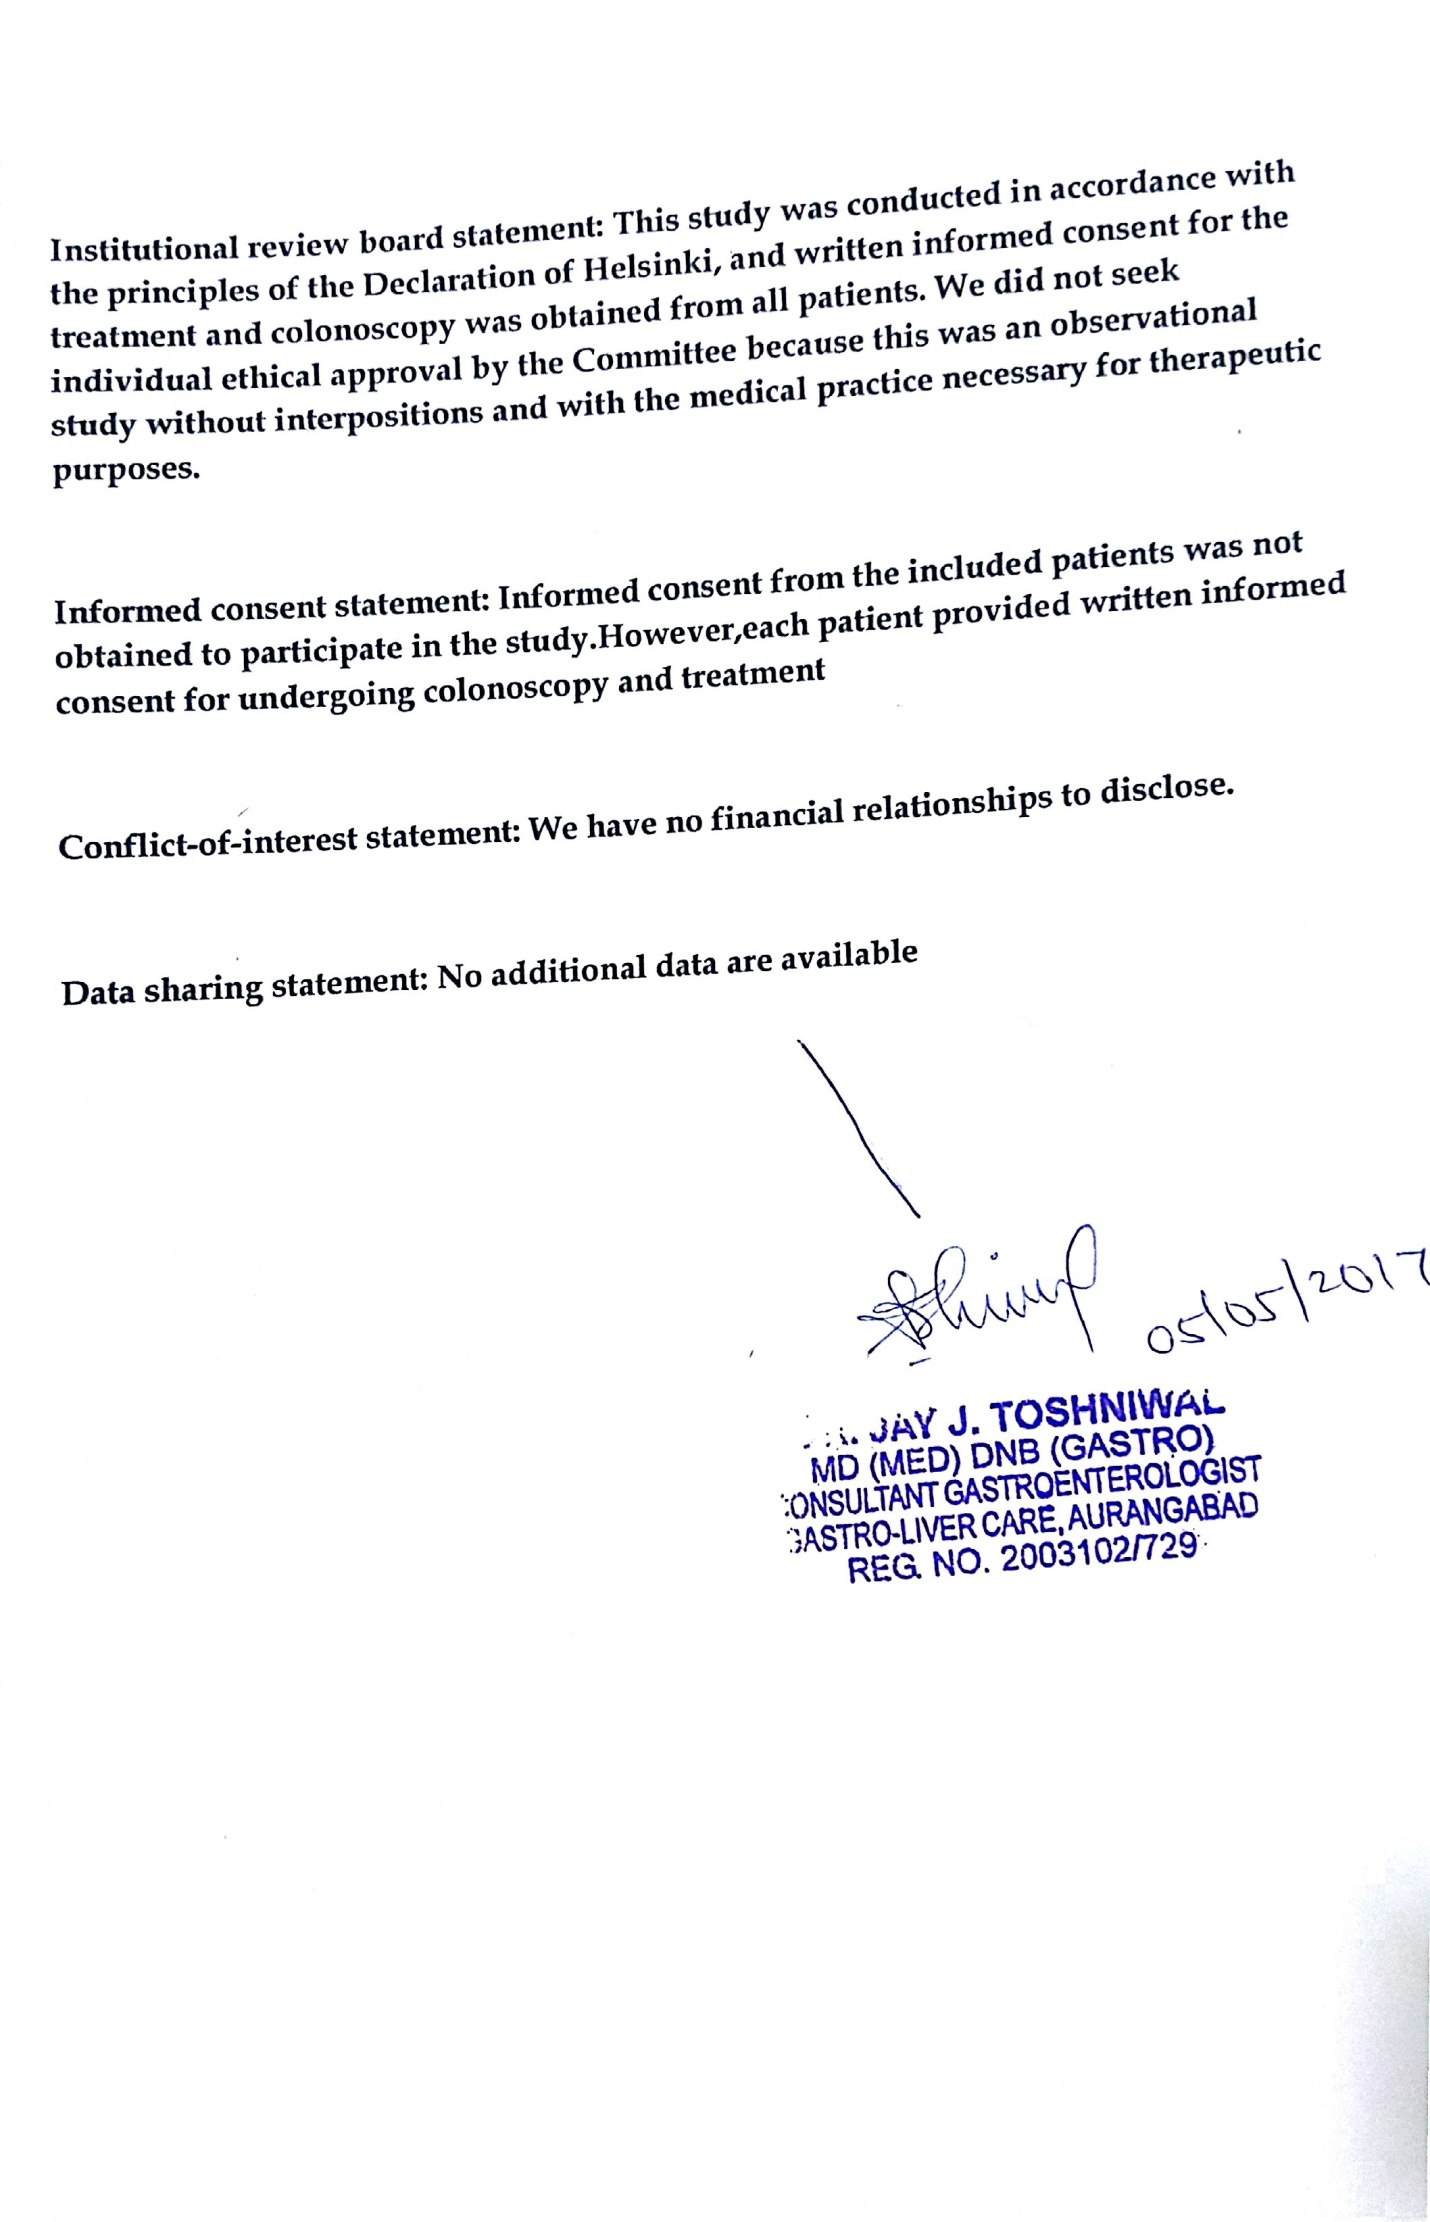 Institutional review board statement: This study was conducted in accordance with
the principles of the Declaration of Helsinki, and written informed consent for the
treatment and colonoscopy was obtained from all patients. We did not seek
individual ethical approval by the Committee because this was an observational
study without interpositions and with the medical practice necessary for therapeutic
purposes.
Informed consent statement: Informed consent from the included patients was not
obtained to participate in the study.However,each patient provided written informed
consent for undergoing colonoscopy and treatment
Conflict-of-interest statement: We have no financial relationships to disclose.
Data sharing statement: No additional data are available
05/05/2017
JAY J. TOSHNIWAL
MD (MED) DNB (GASTRO)
ONSULTANT GASTROENTEROLOGIST
GASTRO-LIVER CARE, AURANGABAD
REG. NO. 2003102/729